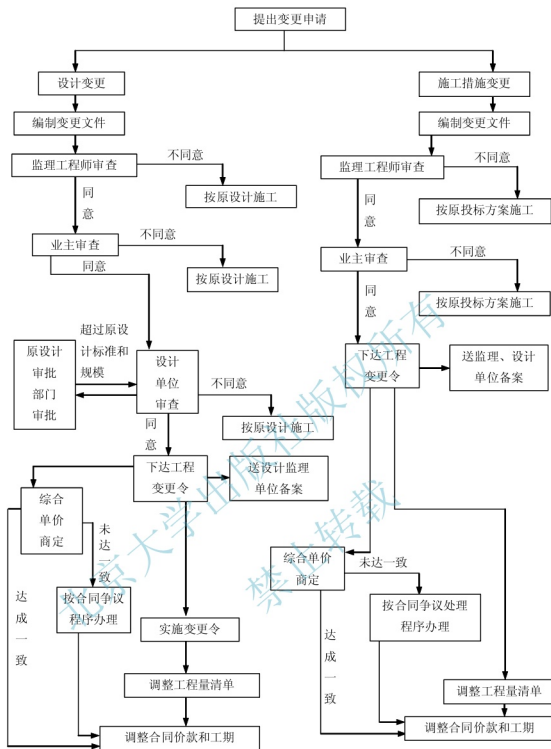 提出变更申请
设计变更
施工措施变更
编制变更文件
编制变更文件
监理工程师审查
不同意
监理工程师审查
不同意
同
意
按原设计施工
同
意
按原投标方案施工
业主审查
不同意
业主审查
不同意
同意
按原设计施工
同
意
按原投标方案施工
原设计
审批
部门
审批
超过原设
计标准和
规模
设计
单位
审查
不同意
下达工程
变更令
送监理、设计
单位备案
同
意
按原设计施工
下达工程
变更令
送设计监理
单位备案
综合
单价
商定
未
达
一
致
综合单价
商定
未达一致
达
成
一
致
按合同争议
程序办理
实施变更令
达
成
一
致
按合同争议处理
程序办理
调整工程量清单
调整工程量清单
调整合同价款和工期
调整合同价款和工期
北京大学出版社版权所有
禁止转载